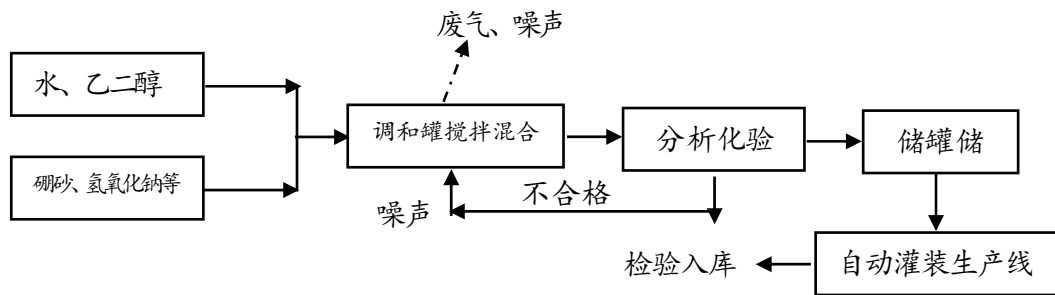 废气、噪声
水、乙二醇
调和罐搅拌混合
分析化验
储罐储
硼砂、氢氧化钠等
不合格
噪声
检验入库
自动灌装生产线